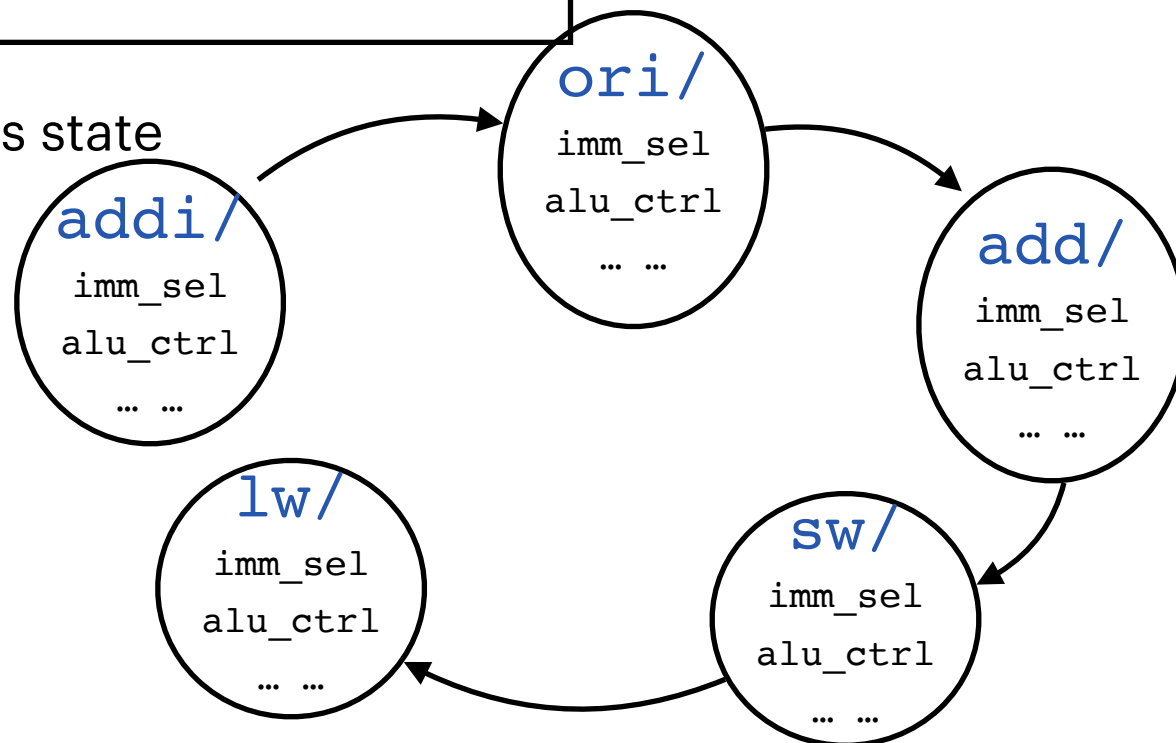 s state
ori/
imm_sel
alu_ctrl
… …
addi/
imm_sel
alu_ctrl
… …
add/
imm_sel
alu_ctrl
… …
lw/
imm_sel
alu_ctrl
… …
sw/
imm_sel
alu_ctrl
… …